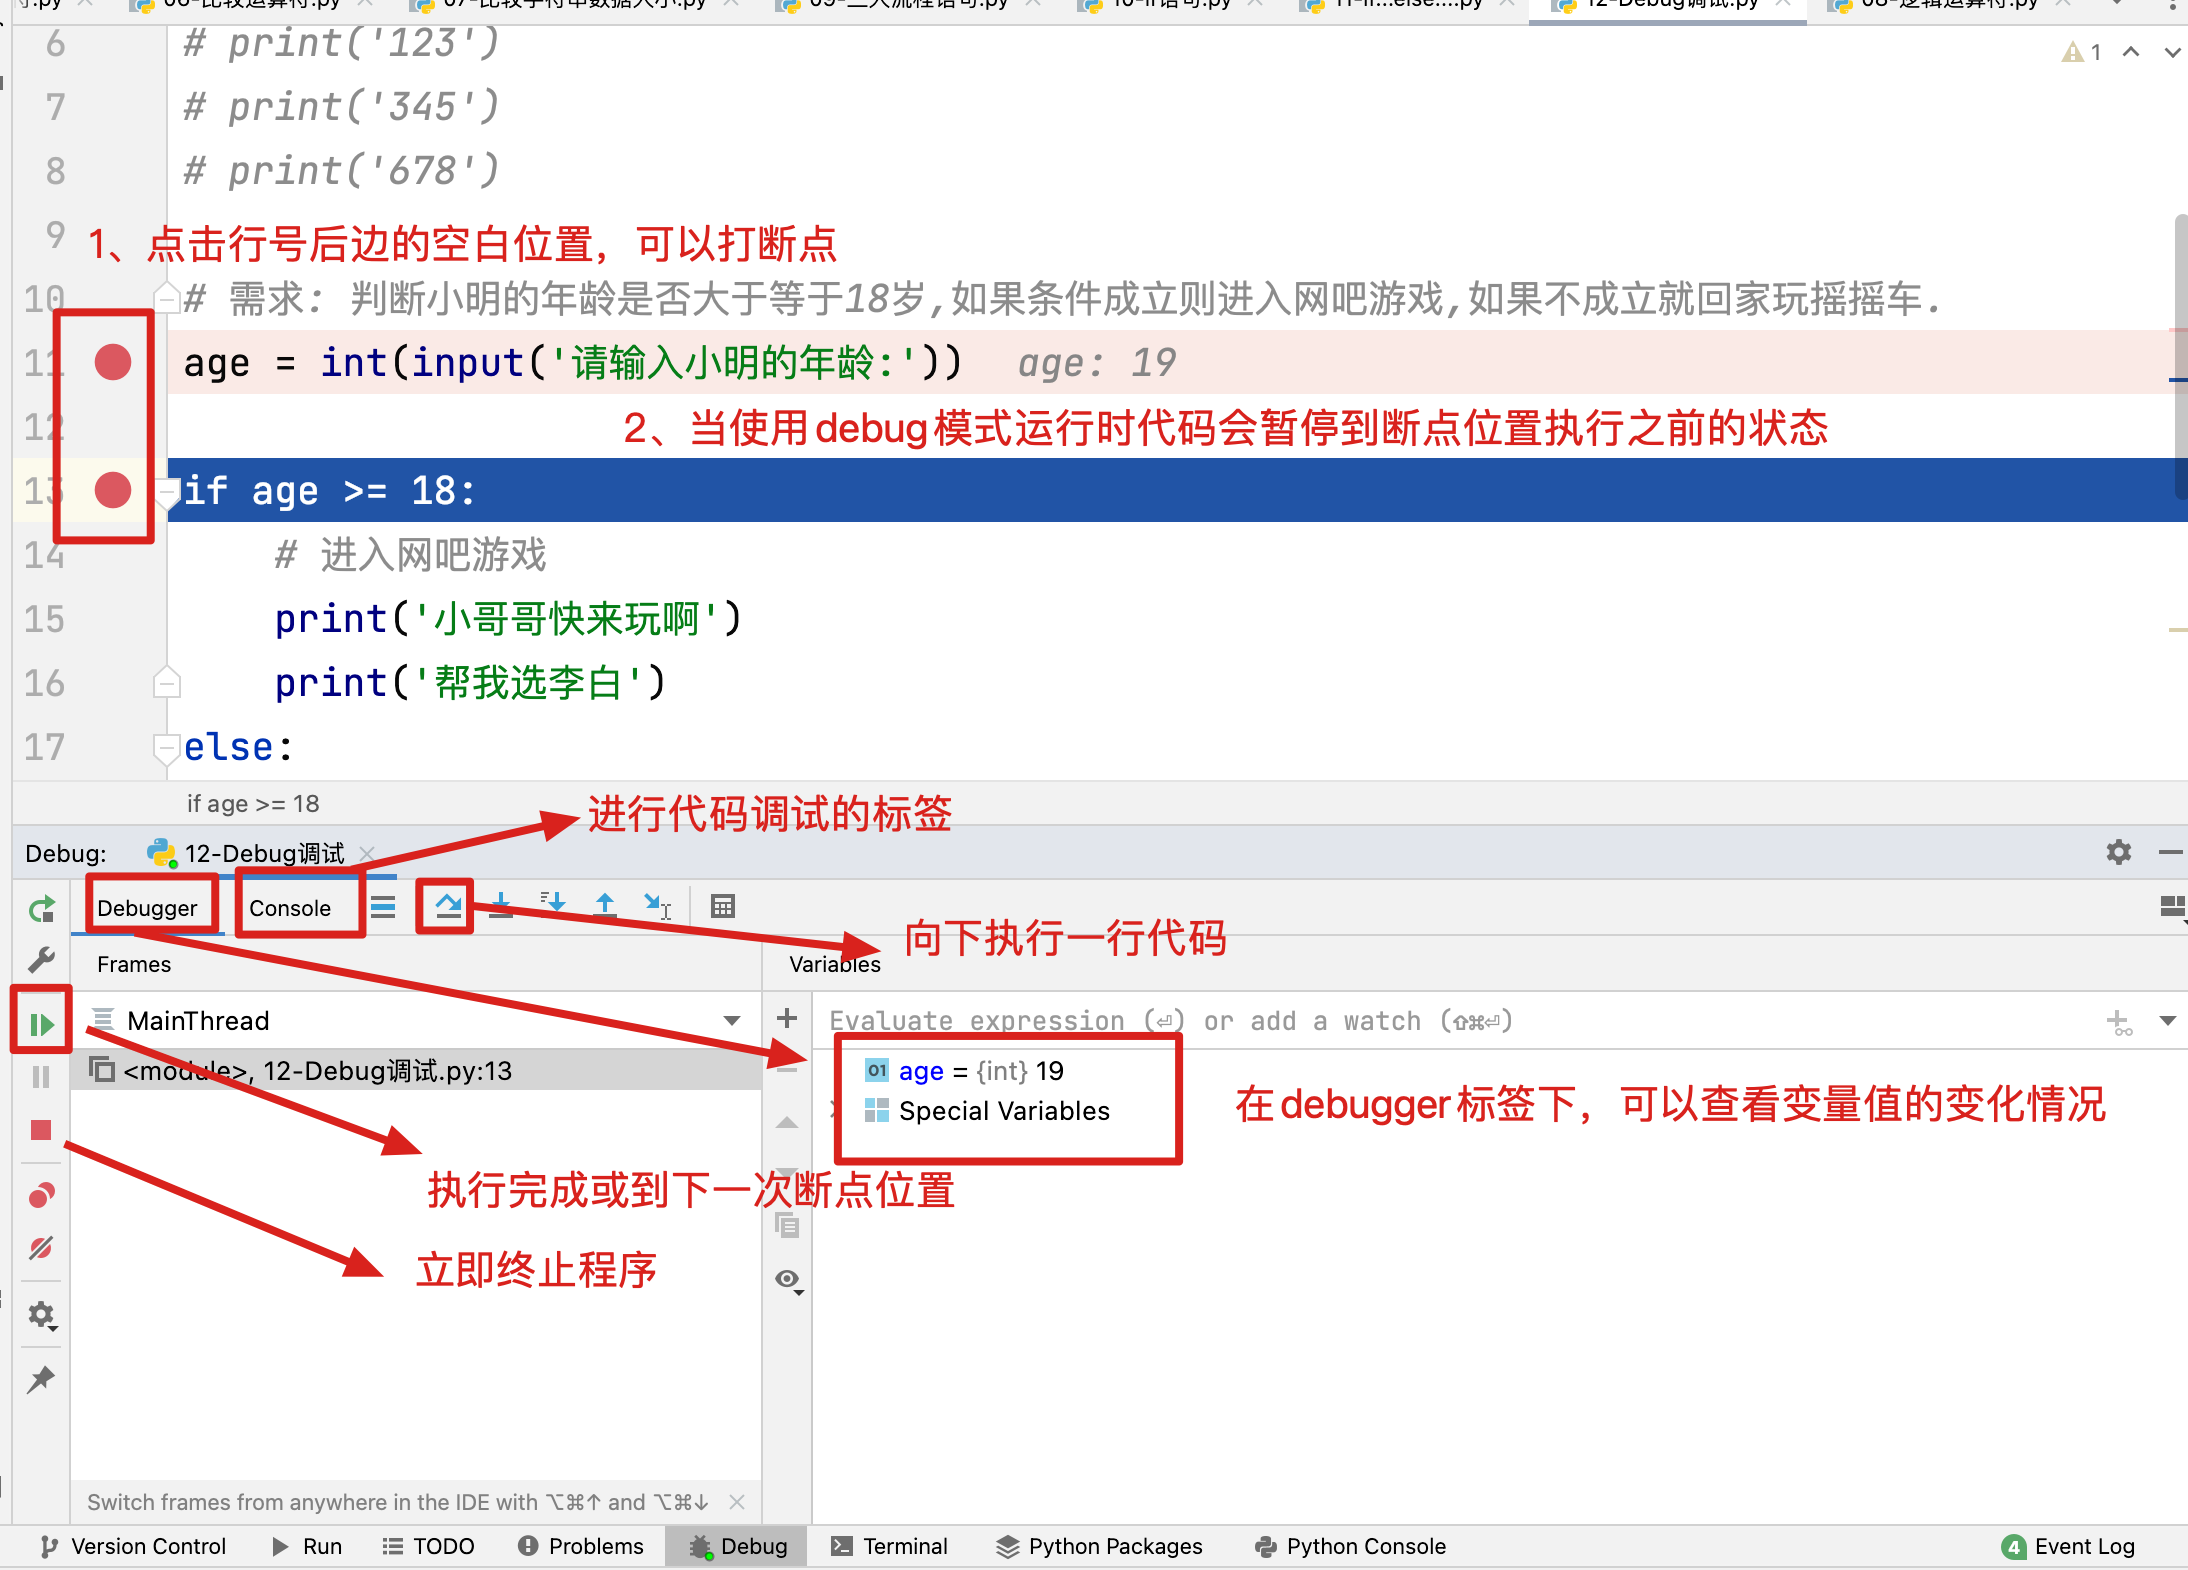 符.py 06-比较运算符.py 07-比较字符串数据大小.py 09-三大流程语句.py 10-if语句.py 11-if...else....py 12-Debug调试.py 08-逻辑运算符.py
6 # print('123')
1
7 # print('345')
8 # print('678')
9
1、点击行号后边的空白位置，可以打断点
10 # 需求: 判断小明的年龄是否大于等于18岁,如果条件成立则进入网吧游戏,如果不成立就回家玩摇摇车.
11 age = int(input('请输入小明的年龄:')) age: 19
12
2、当使用debug模式运行时代码会暂停到断点位置执行之前的状态
13 if age >= 18:
14 # 进入网吧游戏
15 print('小哥哥快来玩啊')
16 print('帮我选李白')
17 else:
if age >= 18
进行代码调试的标签
Debug: 12-Debug调试
Debugger Console
向下执行一行代码
Frames Variables
MainThread
Evaluate expression (⏎) or add a watch (⇧⌘⏎)
<module>, 12-Debug调试.py:13
01 age = {int} 19
Special Variables
在debugger标签下，可以查看变量值的变化情况
执行完成或到下一次断点位置
立即终止程序
Switch frames from anywhere in the IDE with ⌥⌘↑ and ⌥⌘↓
Version Control Run TODO Problems Debug Terminal Python Packages Python Console 4 Event Log